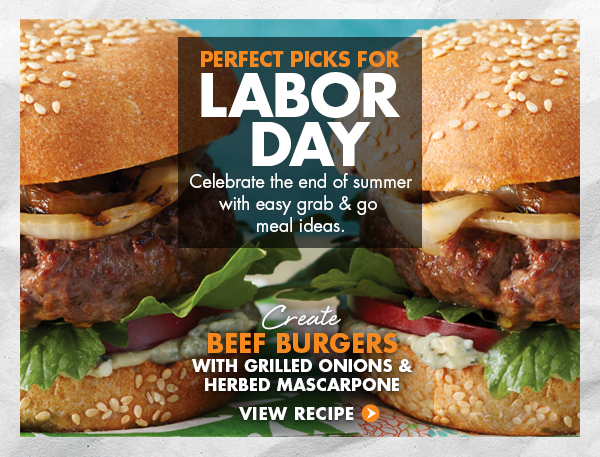 PERFECT PICKS FOR
LABOR
DAY
Celebrate the end of summer
with easy grab & go
meal ideas.
Create
BEEF BURGERS
WITH GRILLED ONIONS &
HERBED MASCARPONE
VIEW RECIPE